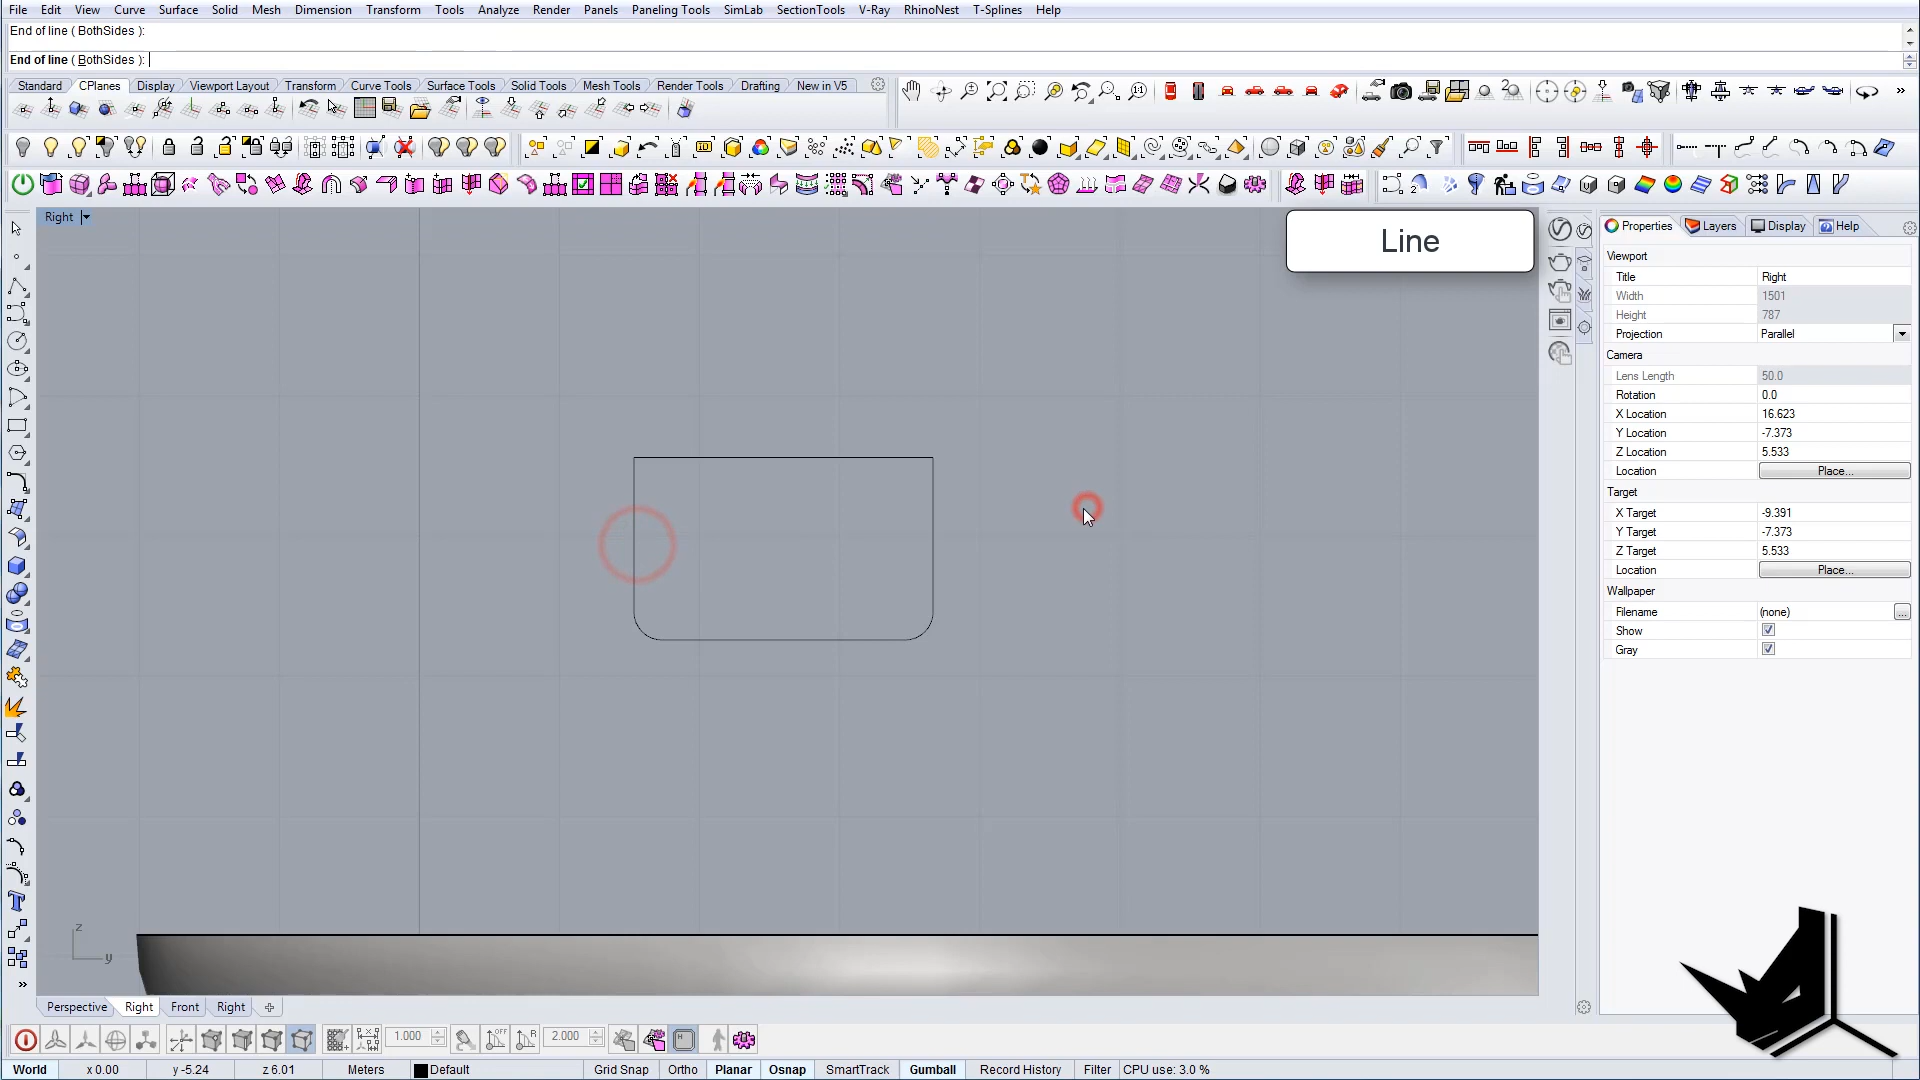 File Edit View Curve Surface Solid Mesh Dimension Transform Tools Analyze Render Panels Paneling Tools SimLab SectionTools V-Ray RhinoNest T-Splines Help
End of line ( BothSides ):
End of line ( BothSides ):
Standard CPlanes Display Viewport Layout Transform Curve Tools Surface Tools Solid Tools Mesh Tools Render Tools Drafting New in V5
Right
Line
Properties Layers Display Help
Viewport
Title Right
Width 1501
Height 787
Projection Parallel
Camera
Lens Length 50.0
Rotation 0.0
X Location 16.623
Y Location -7.373
Z Location 5.533
Location Place...
Target
X Target -9.391
Y Target -7.373
Z Target 5.533
Location Place...
Wallpaper
Filename (none) ...
Show
Gray
z
y
Perspective Right Front Right
1.000 2.000
World x 0.00 y -5.24 z 6.01 Meters Default Grid Snap Ortho Planar Osnap SmartTrack Gumball Record History Filter CPU use: 3.0 %